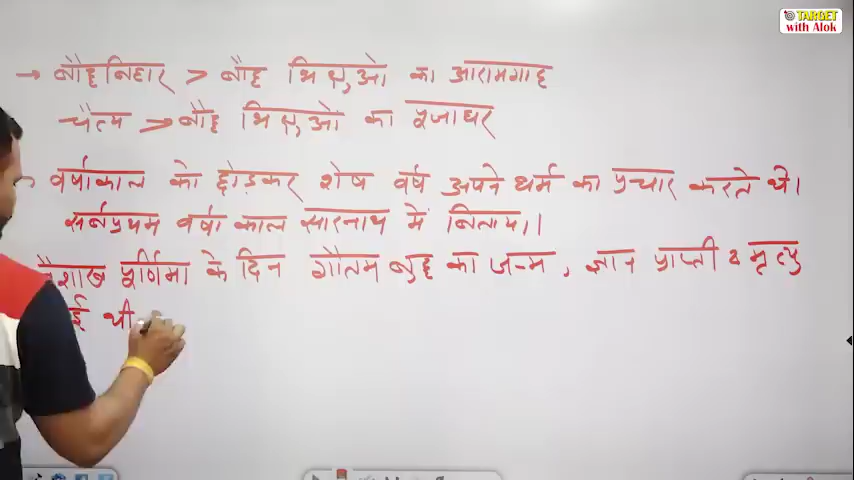 TARGET
with Alok
→ बौद्धविहार > बौद्ध भिक्षुओ का आरामगाह
चैत्य > बौद्ध भिक्षुओ का पूजाघर
वर्षाकाल को छोड़कर शेष वर्ष अपने धर्म का प्रचार करते थे।
सर्वप्रथम वर्षा काल सारनाथ में बिताया।।
वैशाख पूर्णिमा के दिन गौतम बुद्ध का जन्म, ज्ञान प्राप्ती व मृत्यु
थी